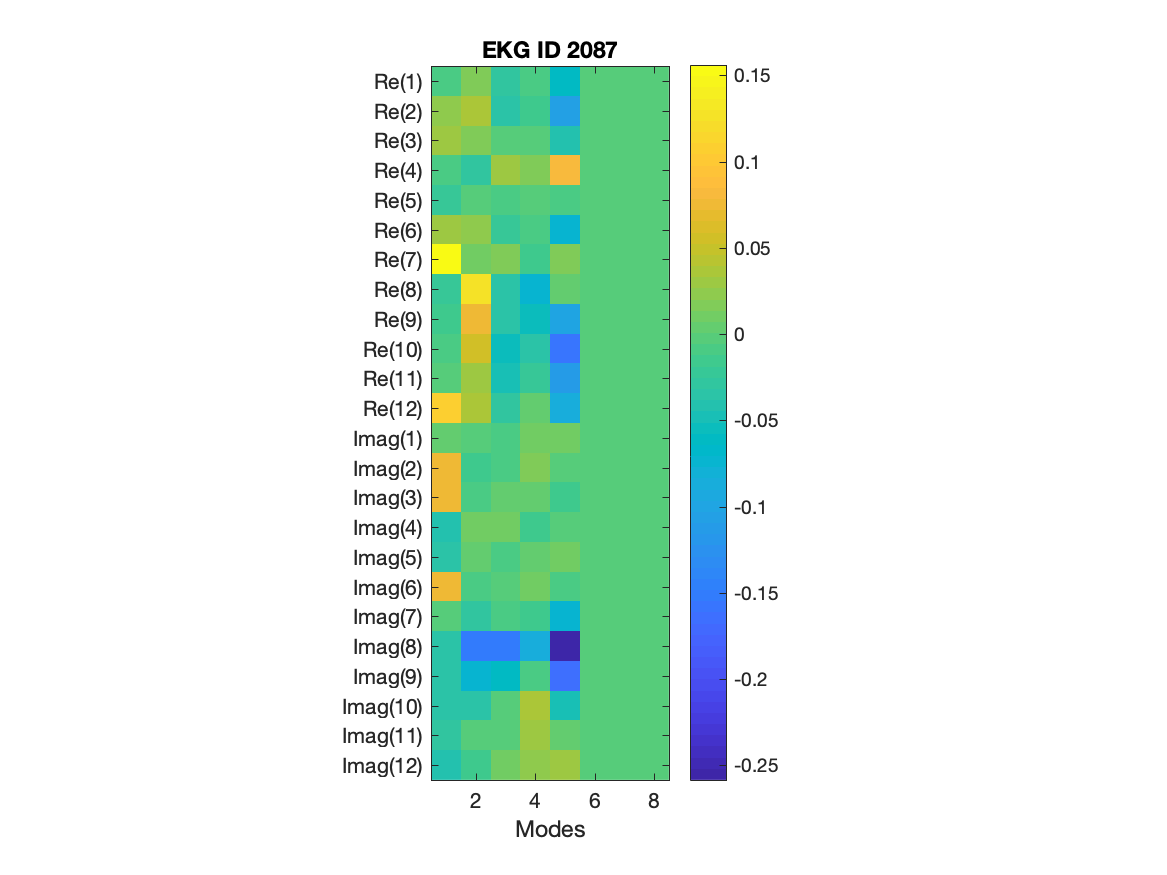 EKG ID 2087
Re(1)
Re(2)
Re(3)
Re(4)
Re(5)
Re(6)
Re(7)
Re(8)
Re(9)
Re(10)
Re(11)
Re(12)
Imag(1)
Imag(2)
Imag(3)
Imag(4)
Imag(5)
Imag(6)
Imag(7)
Imag(8)
Imag(9)
Imag(10)
Imag(11)
Imag(12)
2 4 6 8
Modes
0.15
0.1
0.05
0
-0.05
-0.1
-0.15
-0.2
-0.25